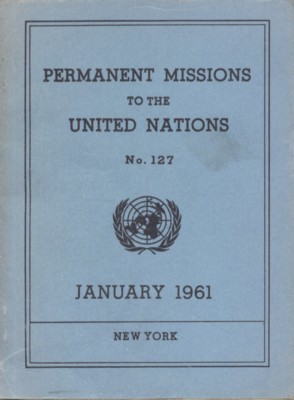 PERMANENT MISSIONS
TO THE
UNITED NATIONS
No. 127
JANUARY 1961
NEW YORK